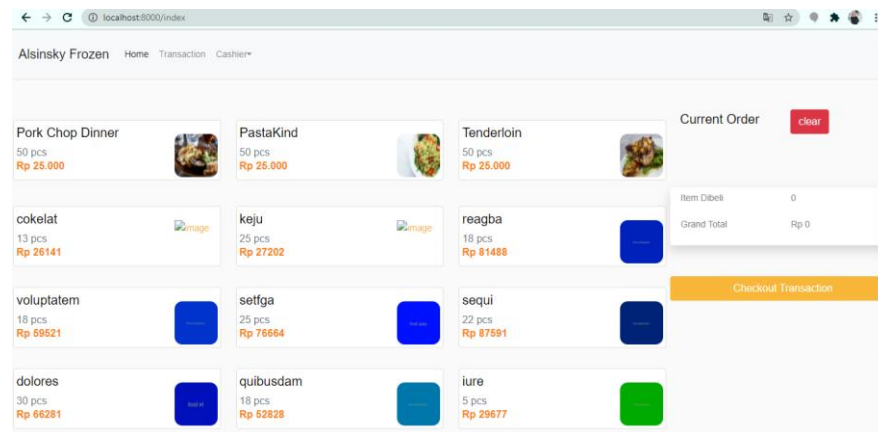 localhost:8000/index
Alsinsky Frozen Home Transaction Cashier
Pork Chop Dinner
50 pcs
Rp 25.000
PastaKind
50 pcs
Rp 25.000
Tenderloin
50 pcs
Rp 25.000
Current Order clear
cokelat
13 pcs
Rp 26141
image
keju
25 pcs
Rp 27202
image
reagba
18 pcs
Rp 81488
Item Dibeli 0
Grand Total Rp 0
Checkout Transaction
voluptatem
18 pcs
Rp 59521
setfga
25 pcs
Rp 76664
sequi
22 pcs
Rp 87591
dolores
30 pcs
Rp 66281
quibusdam
18 pcs
Rp 52828
iure
5 pcs
Rp 29677